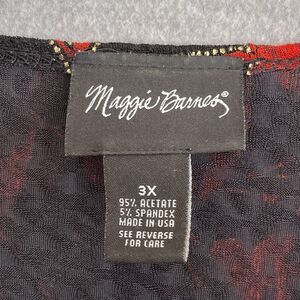 Maggie Barnes®
3X
95% ACETATE
5% SPANDEX
MADE IN USA
SEE REVERSE
FOR CARE